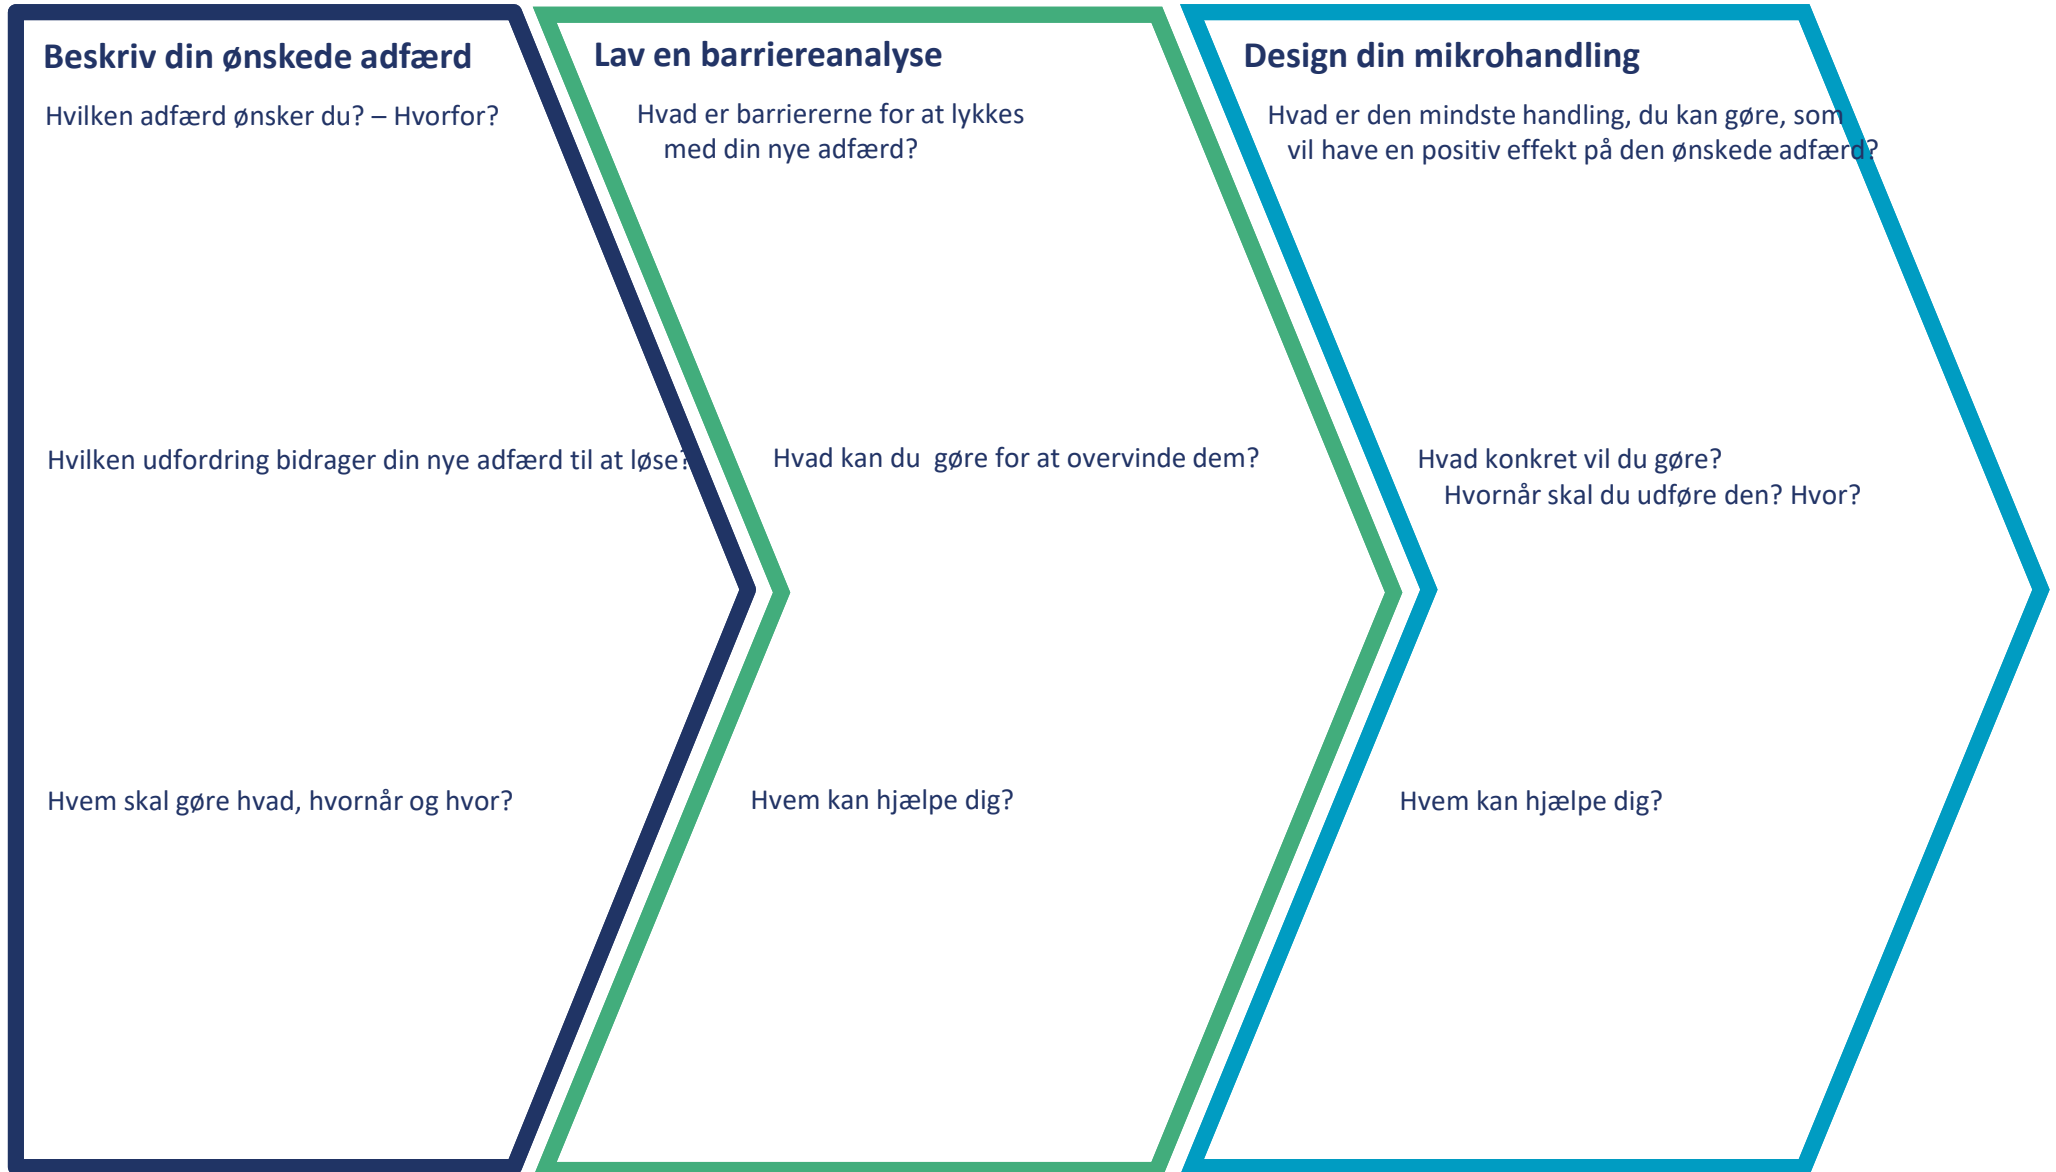 Beskriv din ønskede adfærd
Hvilken adfærd ønsker du? – Hvorfor?
Hvilken udfordring bidrager din nye adfærd til at løse?
Hvem skal gøre hvad, hvornår og hvor?
Lav en barriereanalyse
Hvad er barriererne for at lykkes
med din nye adfærd?
Hvad kan du  gøre for at overvinde dem?
Hvem kan hjælpe dig?
Design din mikrohandling
Hvad er den mindste handling, du kan gøre, som
vil have en positiv effekt på den ønskede adfærd?
Hvad konkret vil du gøre?
Hvornår skal du udføre den? Hvor?
Hvem kan hjælpe dig?